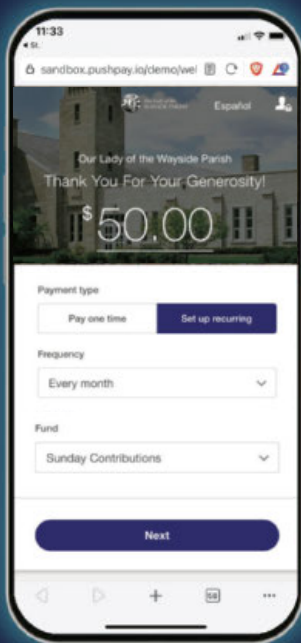 11:33
sandbox.pushpay.io/demo/wel
Español
Our Lady of the Wayside Parish
Thank You For Your Generosity!
$50.00
Payment type
Pay one time
Set up recurring
Frequency
Every month
Fund
Sunday Contributions
Next